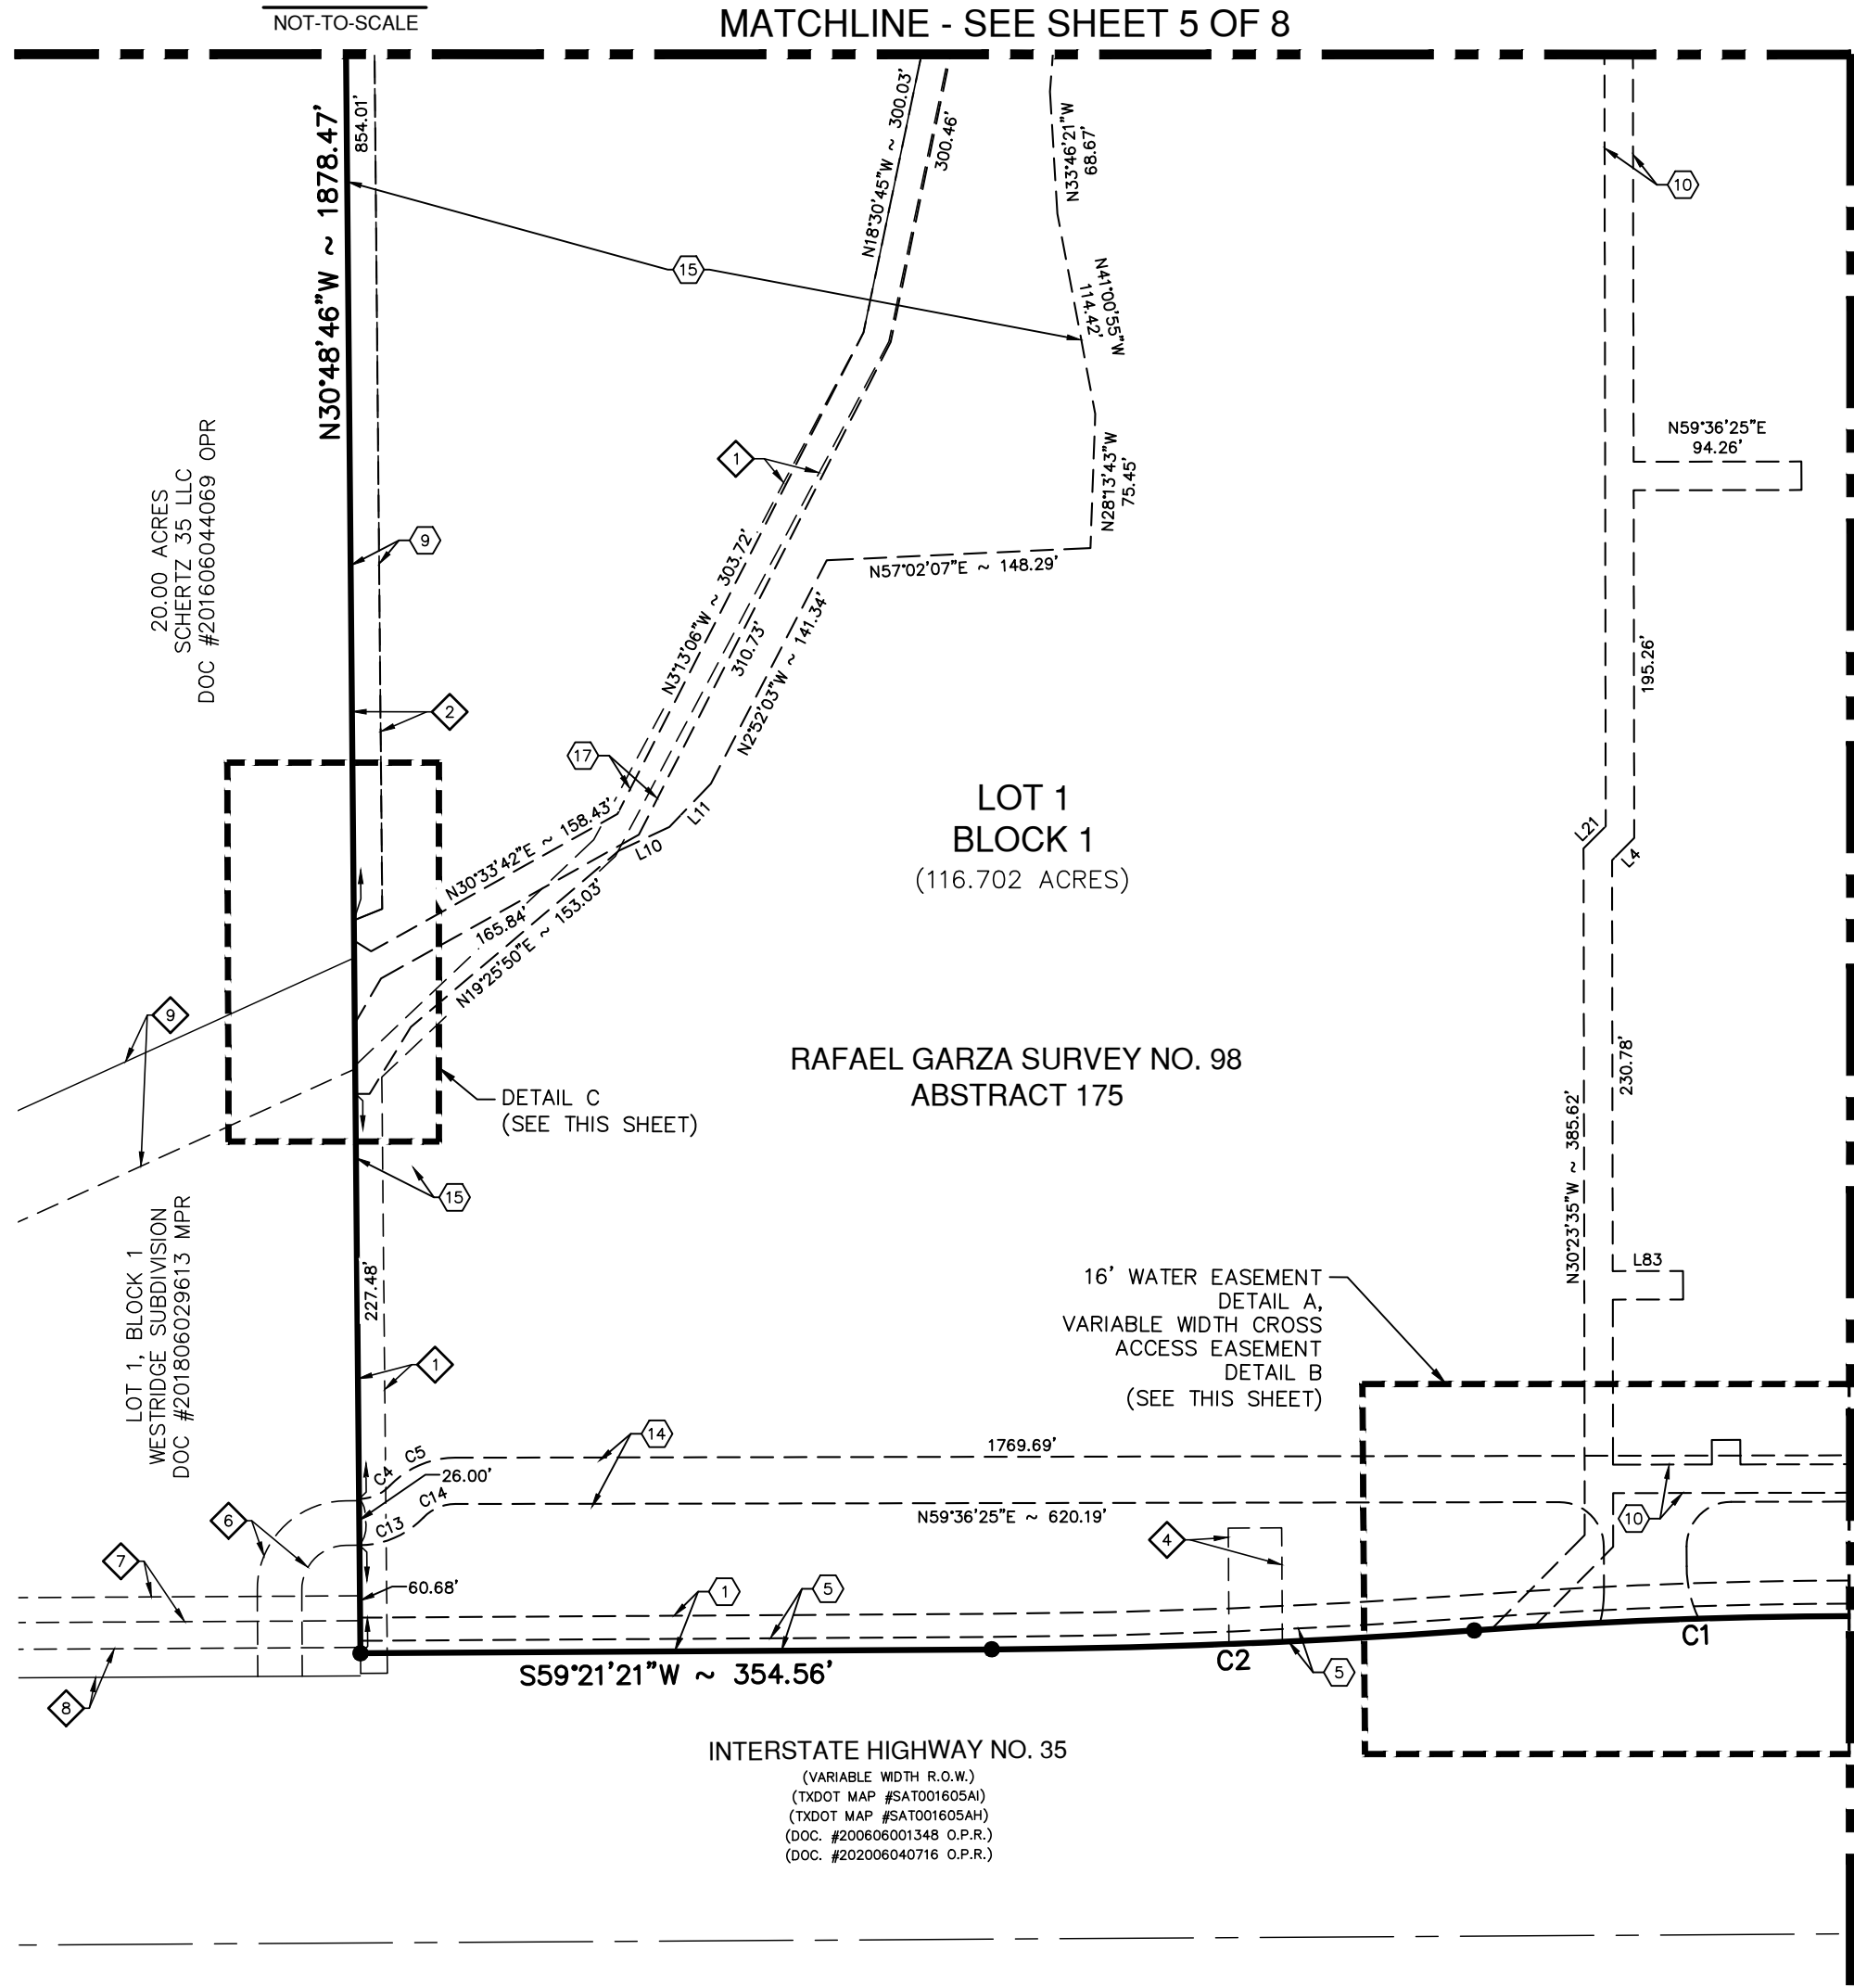 NOT-TO-SCALE
MATCHLINE - SEE SHEET 5 OF 8
N30°48'46"W ~ 1878.47'
854.01'
N18°30'45"W ~ 300.03'
300.46'
N33°46'21"W
68.67'
10
15
N41°00'55"W
114.42'
N59°36'25"E
94.26'
1
N28°13'43"W
75.45'
20.00 ACRES
SCHERTZ 35 LLC
DOC #201606044069 OPR
9
N57°02'07"E ~ 148.29'
N3°13'06"W ~ 303.72'
310.73'
N2°52'03"W ~ 141.34'
195.26'
2
17
LOT 1
BLOCK 1
(116.702 ACRES)
L11
L10
L21
L4
N30°33'42"E ~ 158.43'
165.84'
N19°25'50"E ~ 153.03'
9
RAFAEL GARZA SURVEY NO. 98
ABSTRACT 175
230.78'
DETAIL C
(SEE THIS SHEET)
N30°23'35"W ~ 385.62'
15
LOT 1, BLOCK 1
WESTRIDGE SUBDIVISION
DOC #201806029613 MPR
227.48'
L83
16' WATER EASEMENT
DETAIL A,
VARIABLE WIDTH CROSS
ACCESS EASEMENT
DETAIL B
(SEE THIS SHEET)
1
14
1769.69'
C4
C5
26.00'
C14
C13
6
N59°36'25"E ~ 620.19'
10
4
7
60.68'
1
5
C1
C2
5
S59°21'21"W ~ 354.56'
8
INTERSTATE HIGHWAY NO. 35
(VARIABLE WIDTH R.O.W.)
(TXDOT MAP #SAT001605AI)
(TXDOT MAP #SAT001605AH)
(DOC. #200606001348 O.P.R.)
(DOC. #202006040716 O.P.R.)